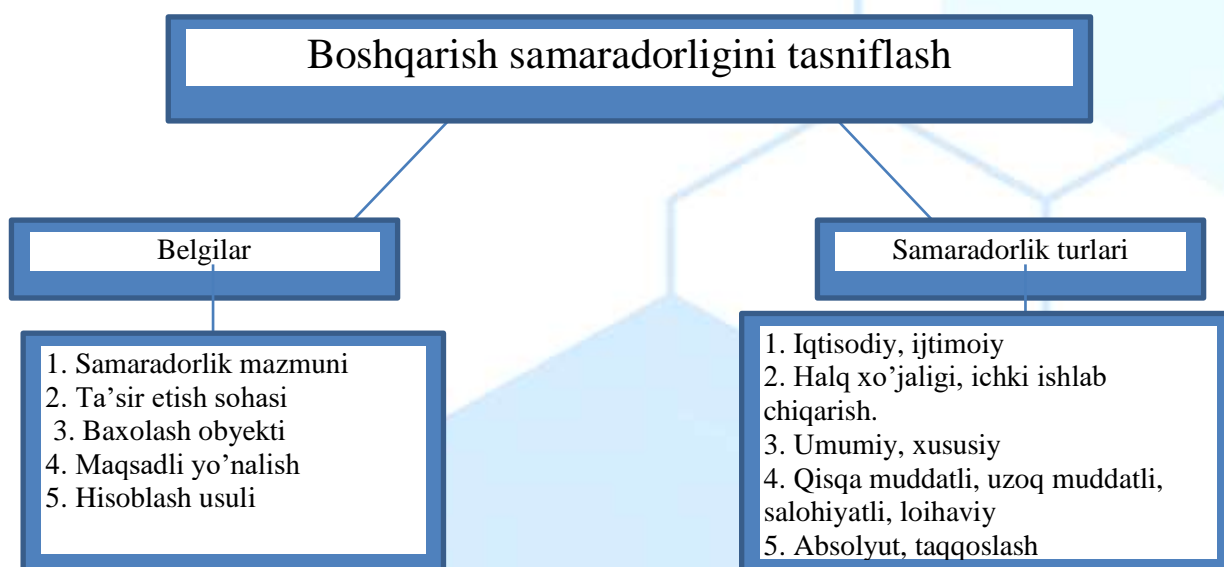 Boshqarish samaradorligini tasniflash
Belgilar
1. Samaradorlik mazmuni
2. Ta’sir etish sohasi
3. Baxolash obyekti
4. Maqsadli yo’nalish
5. Hisoblash usuli
Samaradorlik turlari
1. Iqtisodiy, ijtimoiy
2. Halq xo’jaligi, ichki ishlab
chiqarish.
3. Umumiy, xususiy
4. Qisqa muddatli, uzoq muddatli,
salohiyatli, loihaviy
5. Absolyut, taqqoslash